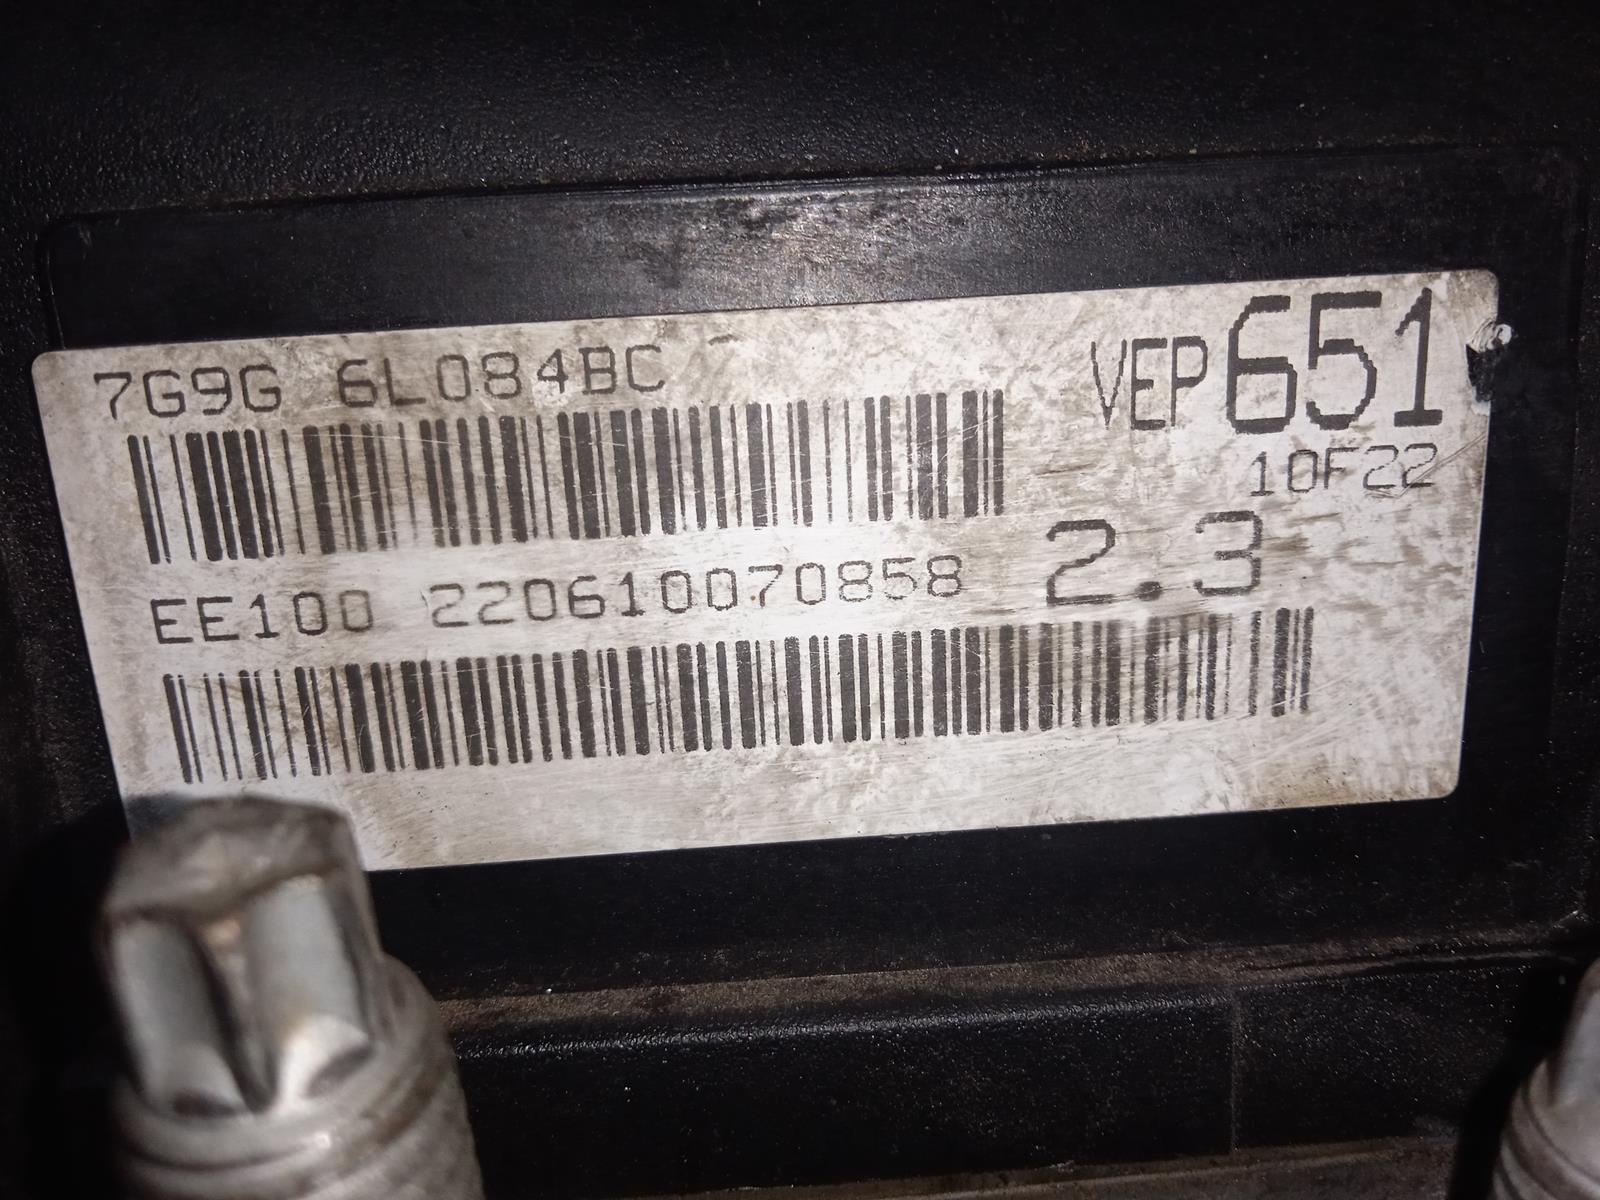 7G9G 6L084BC
VEP 651
10F22
EE100 220610070858 2.3